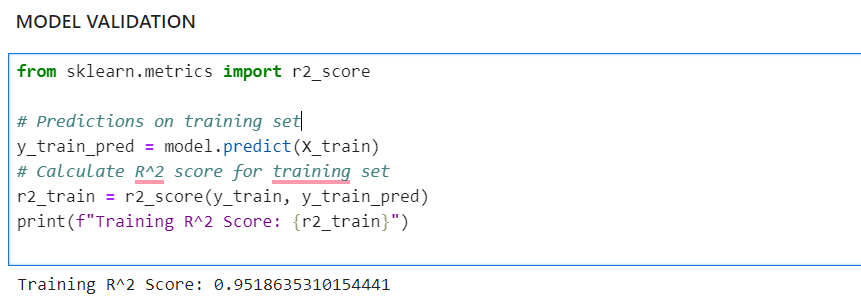 MODEL VALIDATION
from sklearn.metrics import r2_score
# Predictions on training set
y_train_pred = model.predict(X_train)
# Calculate R^2 score for training set
r2_train = r2_score(y_train, y_train_pred)
print(f"Training R^2 Score: {r2_train}")
Training R^2 Score: 0.9518635310154441